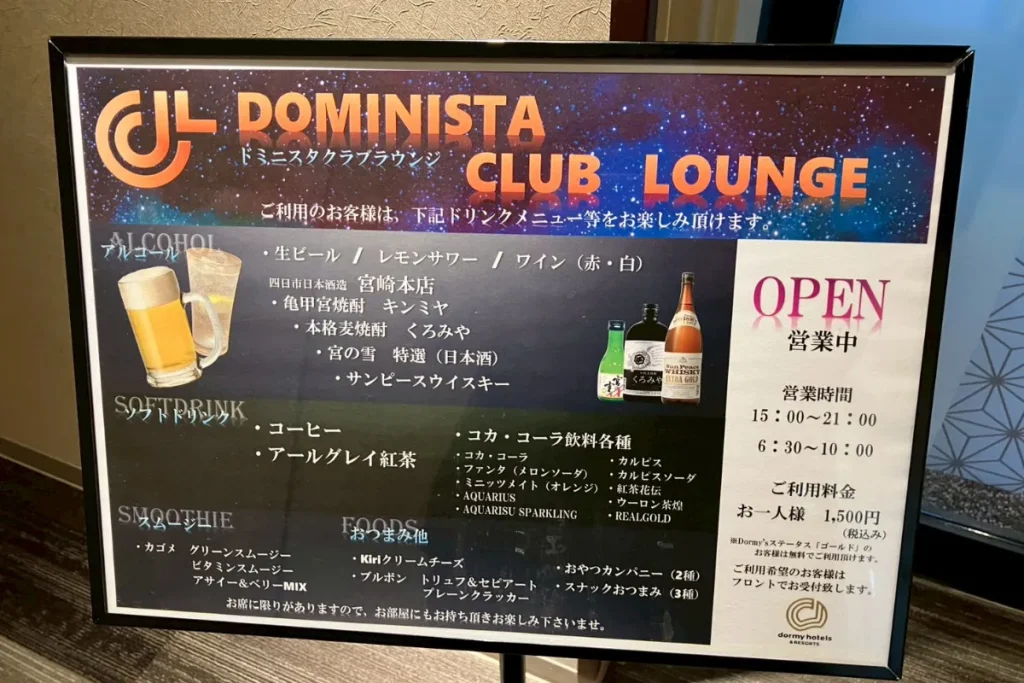 DOMINISTA
ドミニスタクラブラウンジ
CLUB LOUNGE
ご利用のお客様は、下記ドリンクメニュー等をお楽しみ頂けます。
ALCOHOL
アルコール
・生ビール / レモンサワー / ワイン（赤・白）
四日市日本酒造 宮崎本店
・亀甲宮焼酎 キンミヤ
・本格麦焼酎 くろみや
・宮の雪 特選（日本酒）
・サンピースウイスキー
宮の雪
くろみや
Sun Peace
WHISKY
EXTRA GOLD
SOFTDRINK
ソフトドリンク
・コーヒー
・アールグレイ紅茶
・コカ・コーラ飲料各種
・コカ・コーラ
・ファンタ（メロンソーダ）
・ミニッツメイト（オレンジ）
・AQUARIUS
・AQUARISU SPARKLING
・カルピス
・カルピスソーダ
・紅茶花伝
・ウーロン茶煌
・REALGOLD
SMOOTHIE
スムージー
・カゴメ グリーンスムージー
ビタミンスムージー
アサイー＆ベリーMIX
FOODS
おつまみ他
・Kiriクリームチーズ
・ブルボン トリュフ＆セピアート
プレーンクラッカー
・おやつカンパニー（2種）
・スナックおつまみ（3種）
お席に限りがありますので、お部屋にもお持ち頂きお楽しみ下さいませ。
OPEN
営業中
営業時間
15：00～21：00
6：30～10：00
ご利用料金
お一人様 1,500円
（税込み）
※Dormy'sステータス「ゴールド」の
お客様は無料でご利用頂けます。
ご利用希望のお客様は
フロントでお受付致します。
dormy hotels
& RESORTS